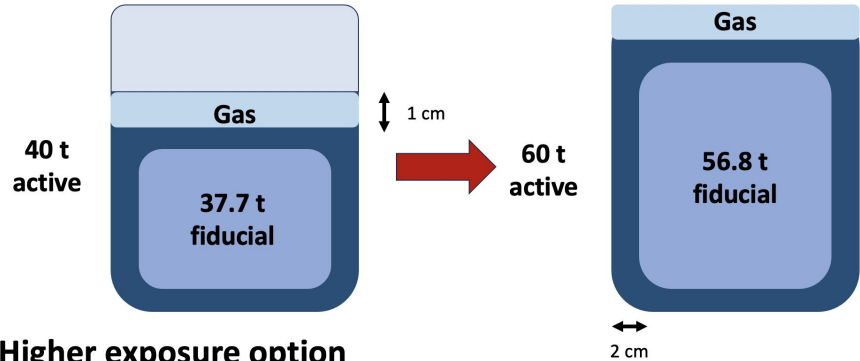 Gas
1 cm
40 t
active
37.7 t
fiducial
Gas
60 t
active
56.8 t
fiducial
2 cm
Higher exposure option